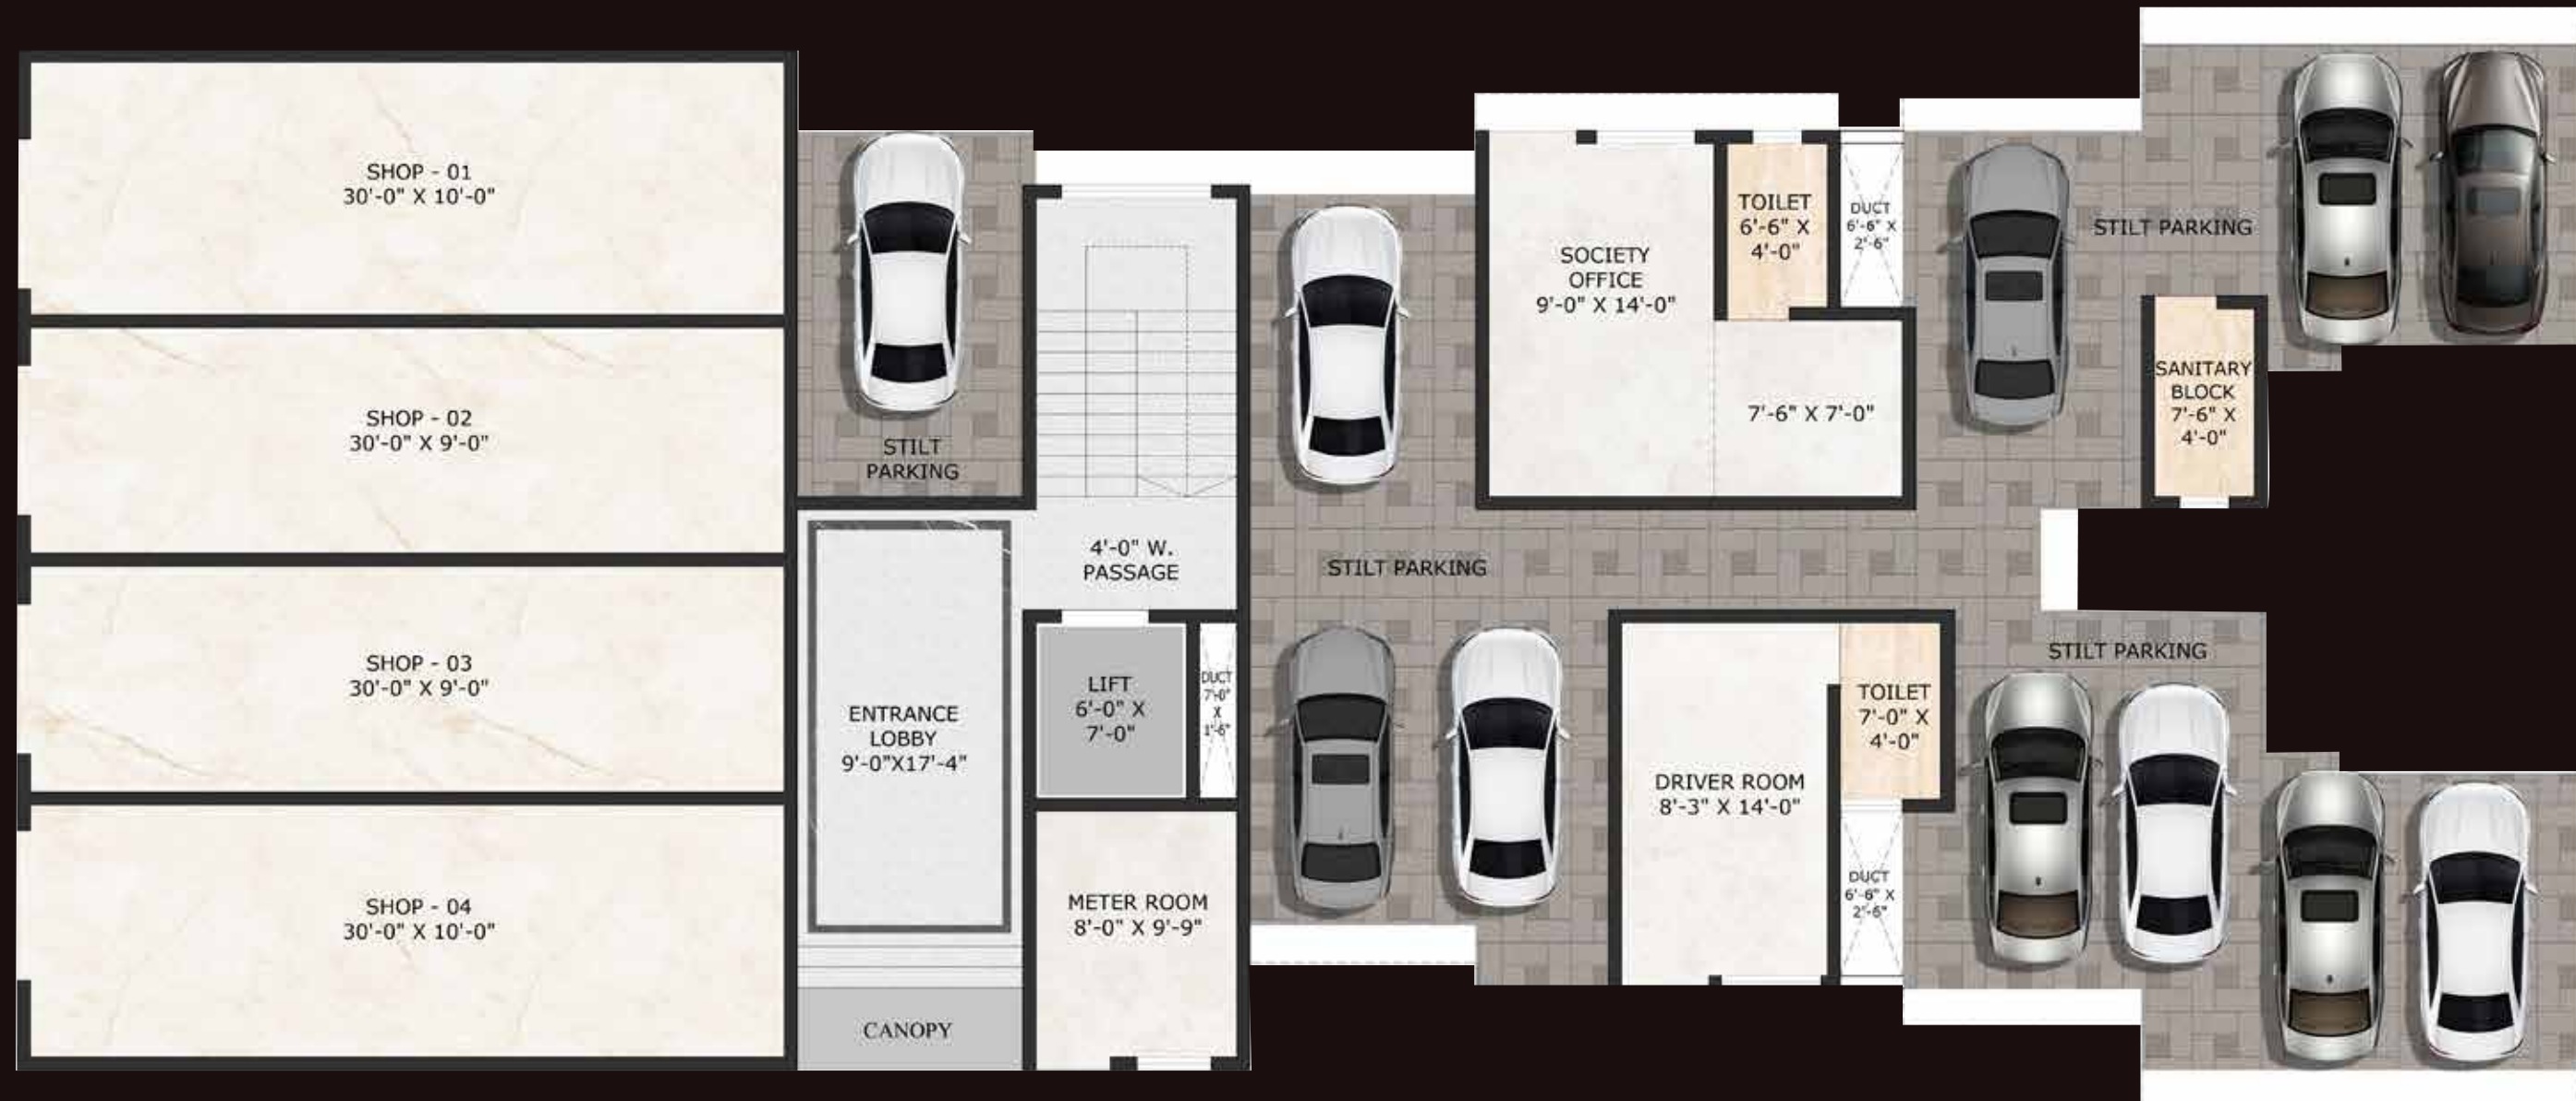 SHOP - 01
30'-0" X 10'-0"
SHOP - 02
30'-0" X 9'-0"
SHOP - 03
30'-0" X 9'-0"
SHOP - 04
30'-0" X 10'-0"
STILT
PARKING
4'-0" W.
PASSAGE
ENTRANCE
LOBBY
9'-0"X17'-4"
LIFT
6'-0" X
7'-0"
DUCT
7'-0"
X
1'-6"
METER ROOM
8'-0" X 9'-9"
CANOPY
STILT PARKING
SOCIETY
OFFICE
9'-0" X 14'-0"
TOILET
6'-6" X
4'-0"
DUCT
6'-6" X
2'-6"
7'-6" X 7'-0"
DRIVER ROOM
8'-3" X 14'-0"
TOILET
7'-0" X
4'-0"
DUCT
6'-6" X
2'-6"
STILT PARKING
SANITARY
BLOCK
7'-6" X
4'-0"
STILT PARKING